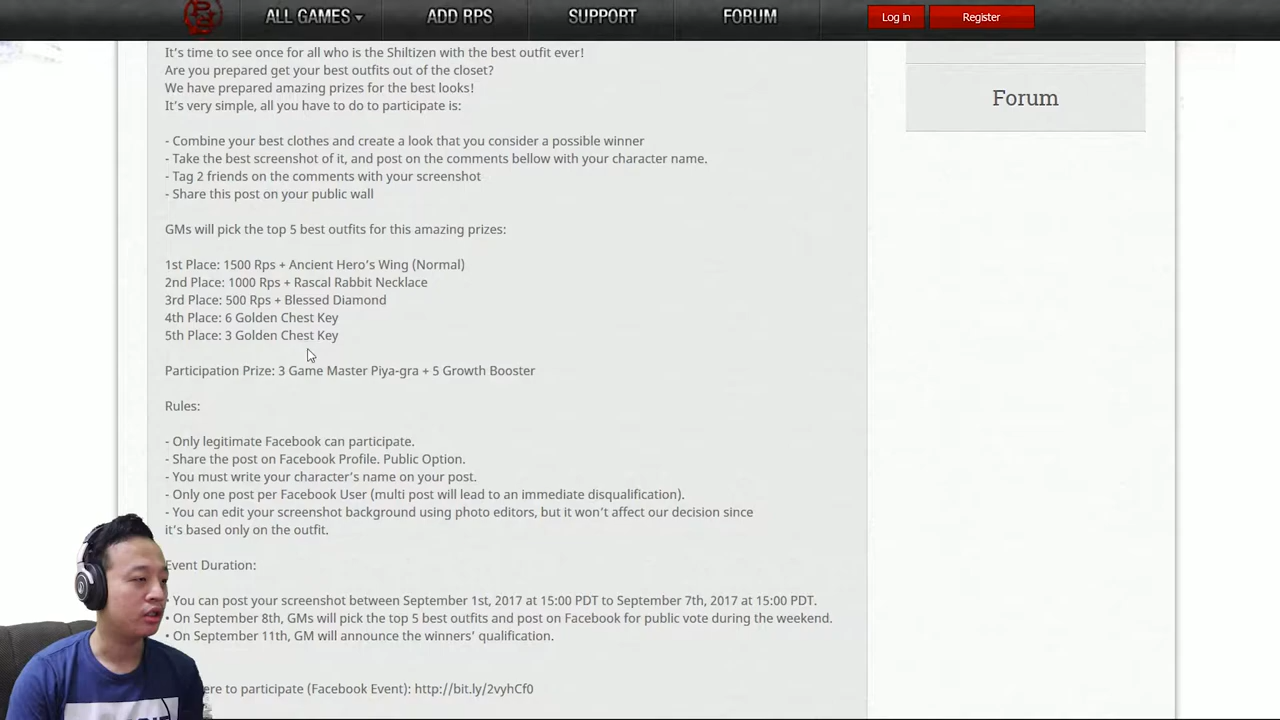 ALL GAMES
ADD RPS
SUPPORT
FORUM
Log in
Register
It's time to see once for all who is the Shiltizen with the best outfit ever!
Are you prepared get your best outfits out of the closet?
We have prepared amazing prizes for the best looks!
It's very simple, all you have to do to participate is:
- Combine your best clothes and create a look that you consider a possible winner
- Take the best screenshot of it, and post on the comments bellow with your character name.
- Tag 2 friends on the comments with your screenshot
- Share this post on your public wall
GMs will pick the top 5 best outfits for this amazing prizes:
1st Place: 1500 Rps + Ancient Hero's Wing (Normal)
2nd Place: 1000 Rps + Rascal Rabbit Necklace
3rd Place: 500 Rps + Blessed Diamond
4th Place: 6 Golden Chest Key
5th Place: 3 Golden Chest Key
Participation Prize: 3 Game Master Piya-gra + 5 Growth Booster
Rules:
- Only legitimate Facebook can participate.
- Share the post on Facebook Profile. Public Option.
- You must write your character's name on your post.
- Only one post per Facebook User (multi post will lead to an immediate disqualification).
- You can edit your screenshot background using photo editors, but it won't affect our decision since
it's based only on the outfit.
Event Duration:
• You can post your screenshot between September 1st, 2017 at 15:00 PDT to September 7th, 2017 at 15:00 PDT.
• On September 8th, GMs will pick the top 5 best outfits and post on Facebook for public vote during the weekend.
• On September 11th, GM will announce the winners' qualification.
ere to participate (Facebook Event): http://bit.ly/2vyhCf0
Forum